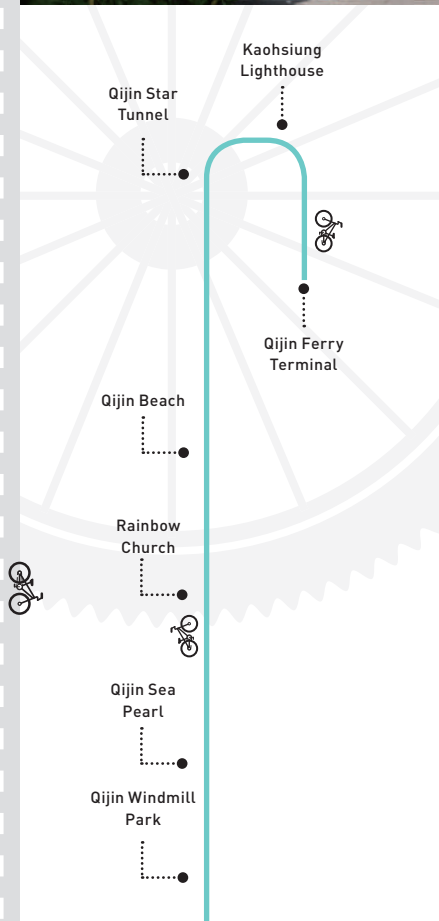 Kaohsiung
Lighthouse
Qijin Star
Tunnel
Qijin Ferry
Terminal
Qijin Beach
Rainbow
Church
Qijin Sea
Pearl
Qijin Windmill
Park